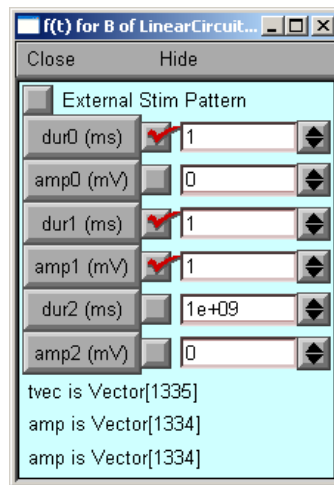 f(t) for B of LinearCircuit...
Close Hide
External Stim Pattern
dur0 (ms) 1
amp0 (mV) 0
dur1 (ms) 1
amp1 (mV) 1
dur2 (ms) 1e+09
amp2 (mV) 0
tvec is Vector[1335]
amp is Vector[1334]
amp is Vector[1334]